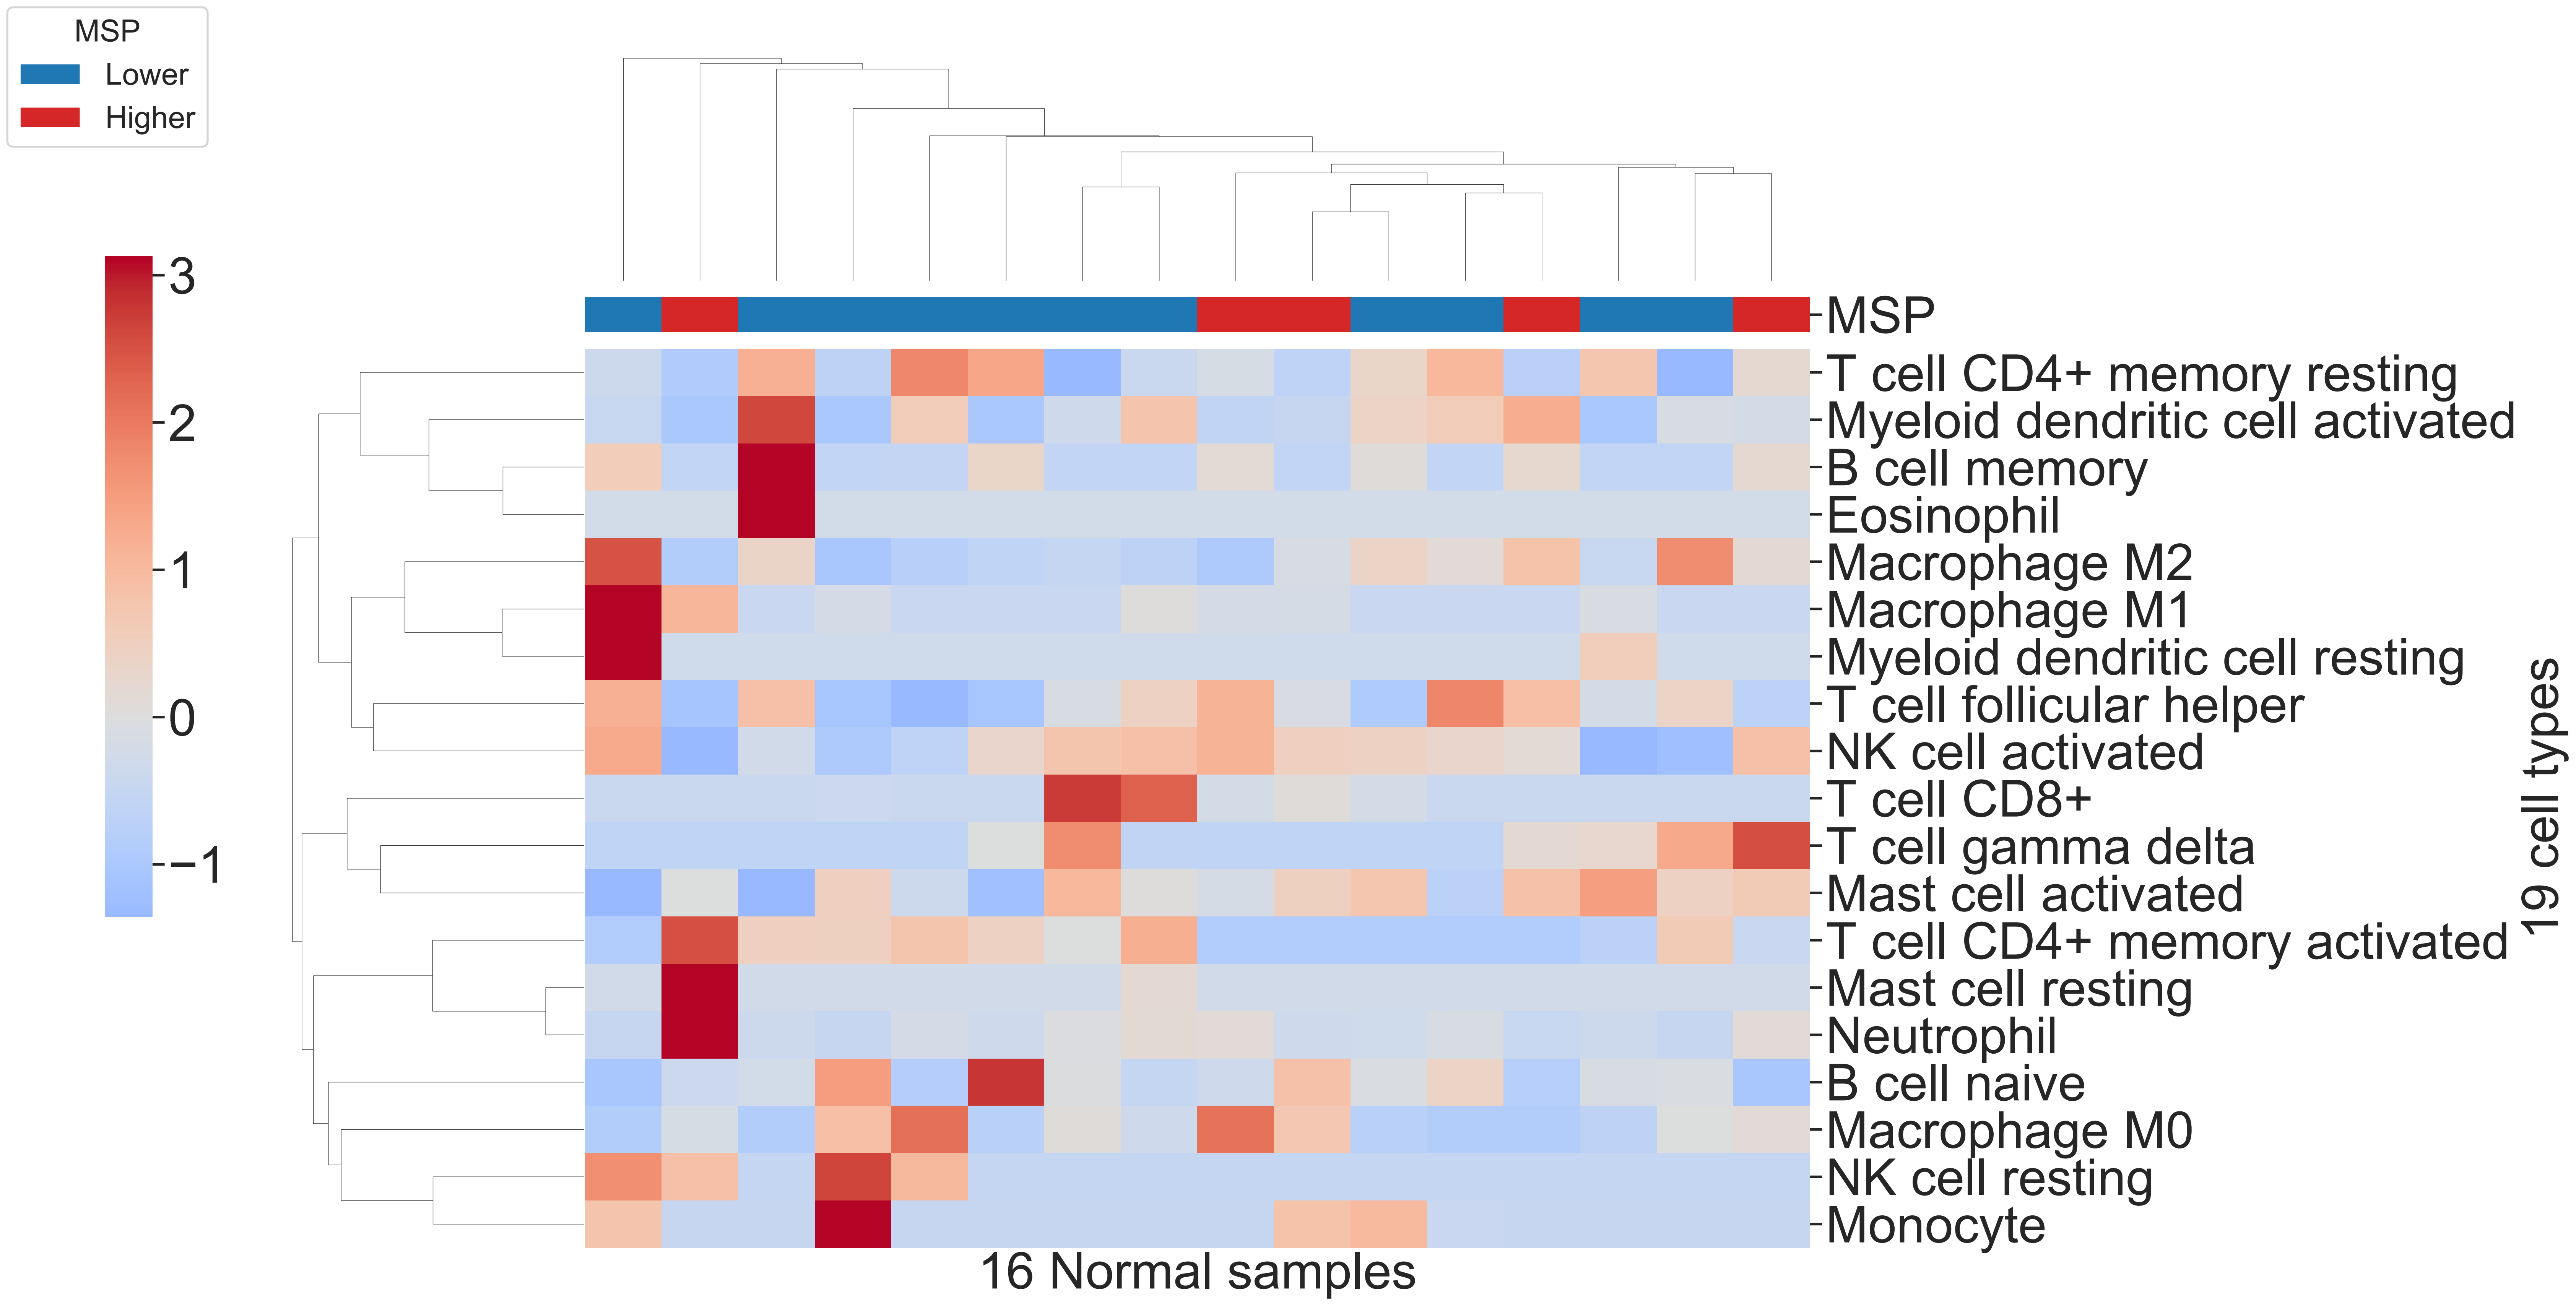 MSP
Lower
Higher
3
2
1
0
−1
MSP
T cell CD4+ memory resting
Myeloid dendritic cell activated
B cell memory
Eosinophil
Macrophage M2
Macrophage M1
Myeloid dendritic cell resting
T cell follicular helper
NK cell activated
T cell CD8+
T cell gamma delta
Mast cell activated
T cell CD4+ memory activated
Mast cell resting
Neutrophil
B cell naive
Macrophage M0
NK cell resting
Monocyte
19 cell types
16 Normal samples